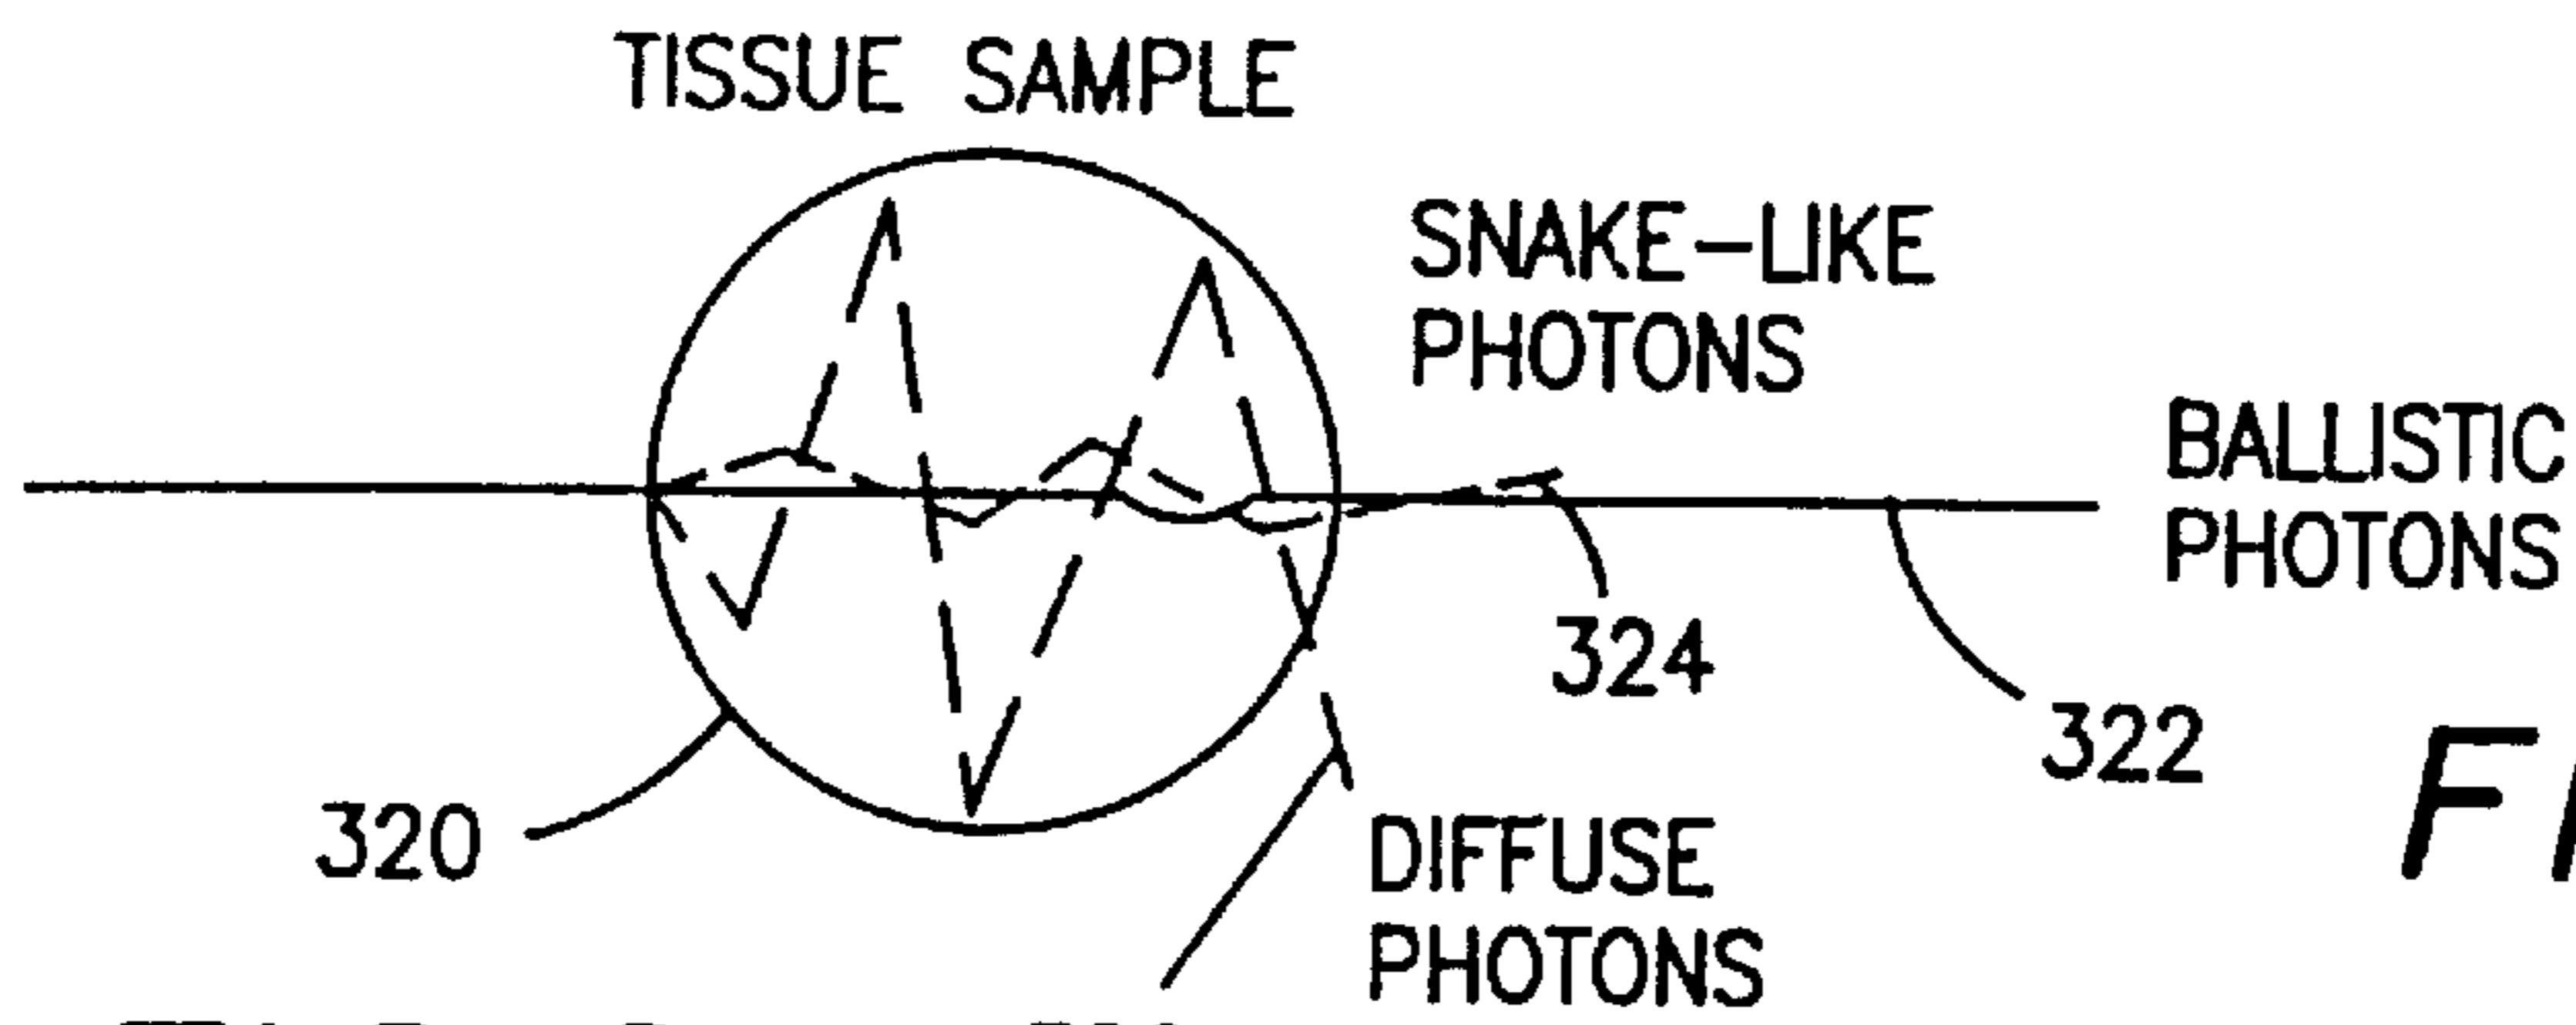 TISSUE SAMPLE
SNAKE-LIKE
PHOTONS
BALLISTIC
PHOTONS
324
322
320
DIFFUSE
PHOTONS